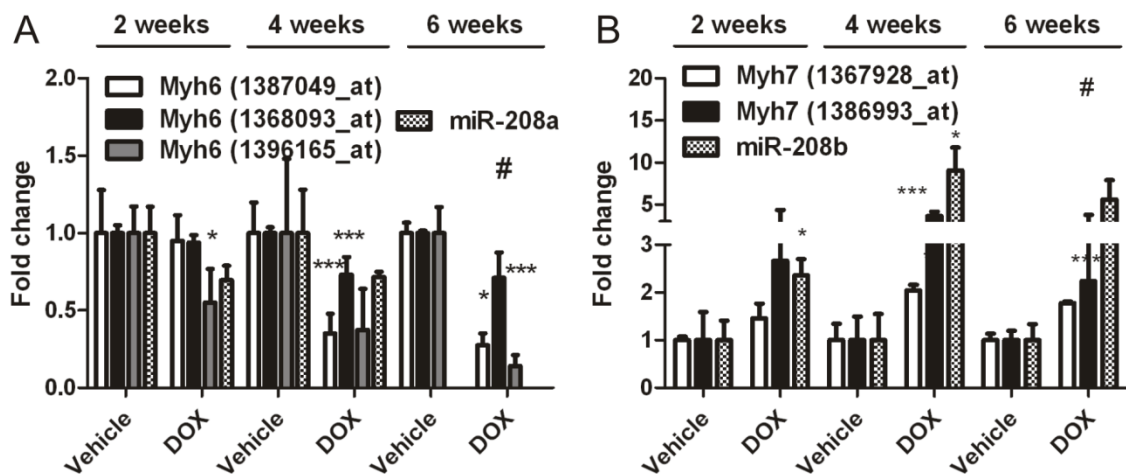 A
2 weeks 4 weeks 6 weeks
Fold change
2.0
1.5
1.0
0.5
0.0
Myh6 (1387049_at)
Myh6 (1368093_at)
Myh6 (1396165_at)
miR-208a
#
*
***
***
*
***
Vehicle DOX Vehicle DOX Vehicle DOX
B
2 weeks 4 weeks 6 weeks
Fold change
20
15
10
5
3
2
1
0
Myh7 (1367928_at)
Myh7 (1386993_at)
miR-208b
#
*
***
*
***
Vehicle DOX Vehicle DOX Vehicle DOX